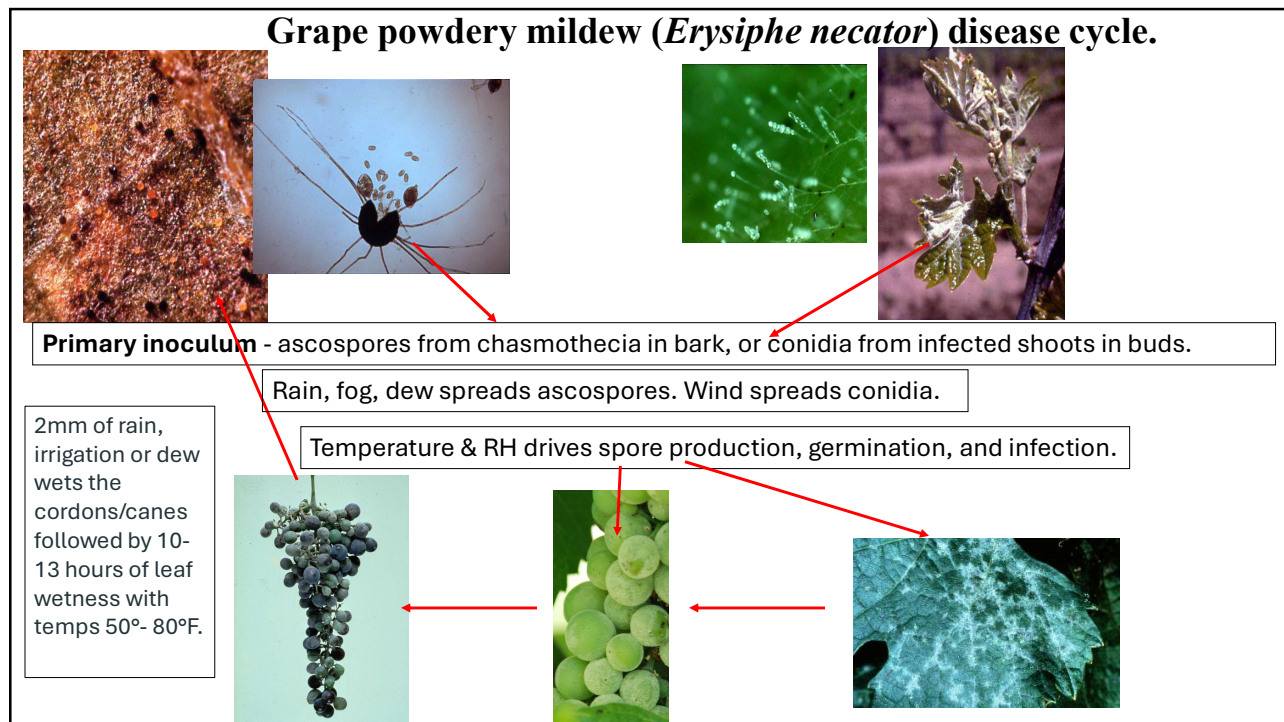 Grape powdery mildew (Erysiphe necator) disease cycle.
Primary inoculum - ascospores from chasmothecia in bark, or conidia from infected shoots in buds.
Rain, fog, dew spreads ascospores. Wind spreads conidia.
Temperature & RH drives spore production, germination, and infection.
2mm of rain,
irrigation or dew
wets the
cordons/canes
followed by 10-
13 hours of leaf
wetness with
temps 50°- 80°F.